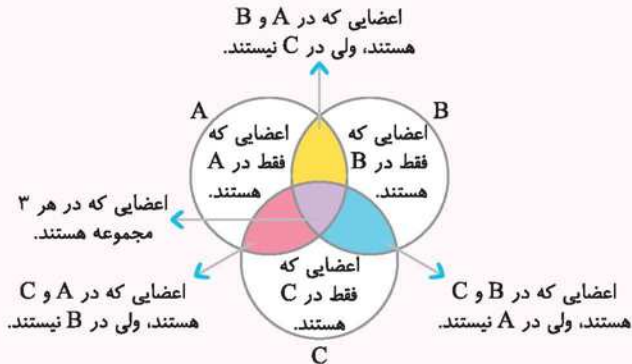 اعضایی که در A و B
هستند، ولی در C نیستند.
A
B
اعضایی که
فقط در A
هستند.
اعضایی که
فقط در B
هستند.
اعضایی که در هر ۳
مجموعه هستند.
اعضایی که در A و C
هستند، ولی در B نیستند.
اعضایی که
فقط در C
هستند.
اعضایی که در B و C
هستند، ولی در A نیستند.
C